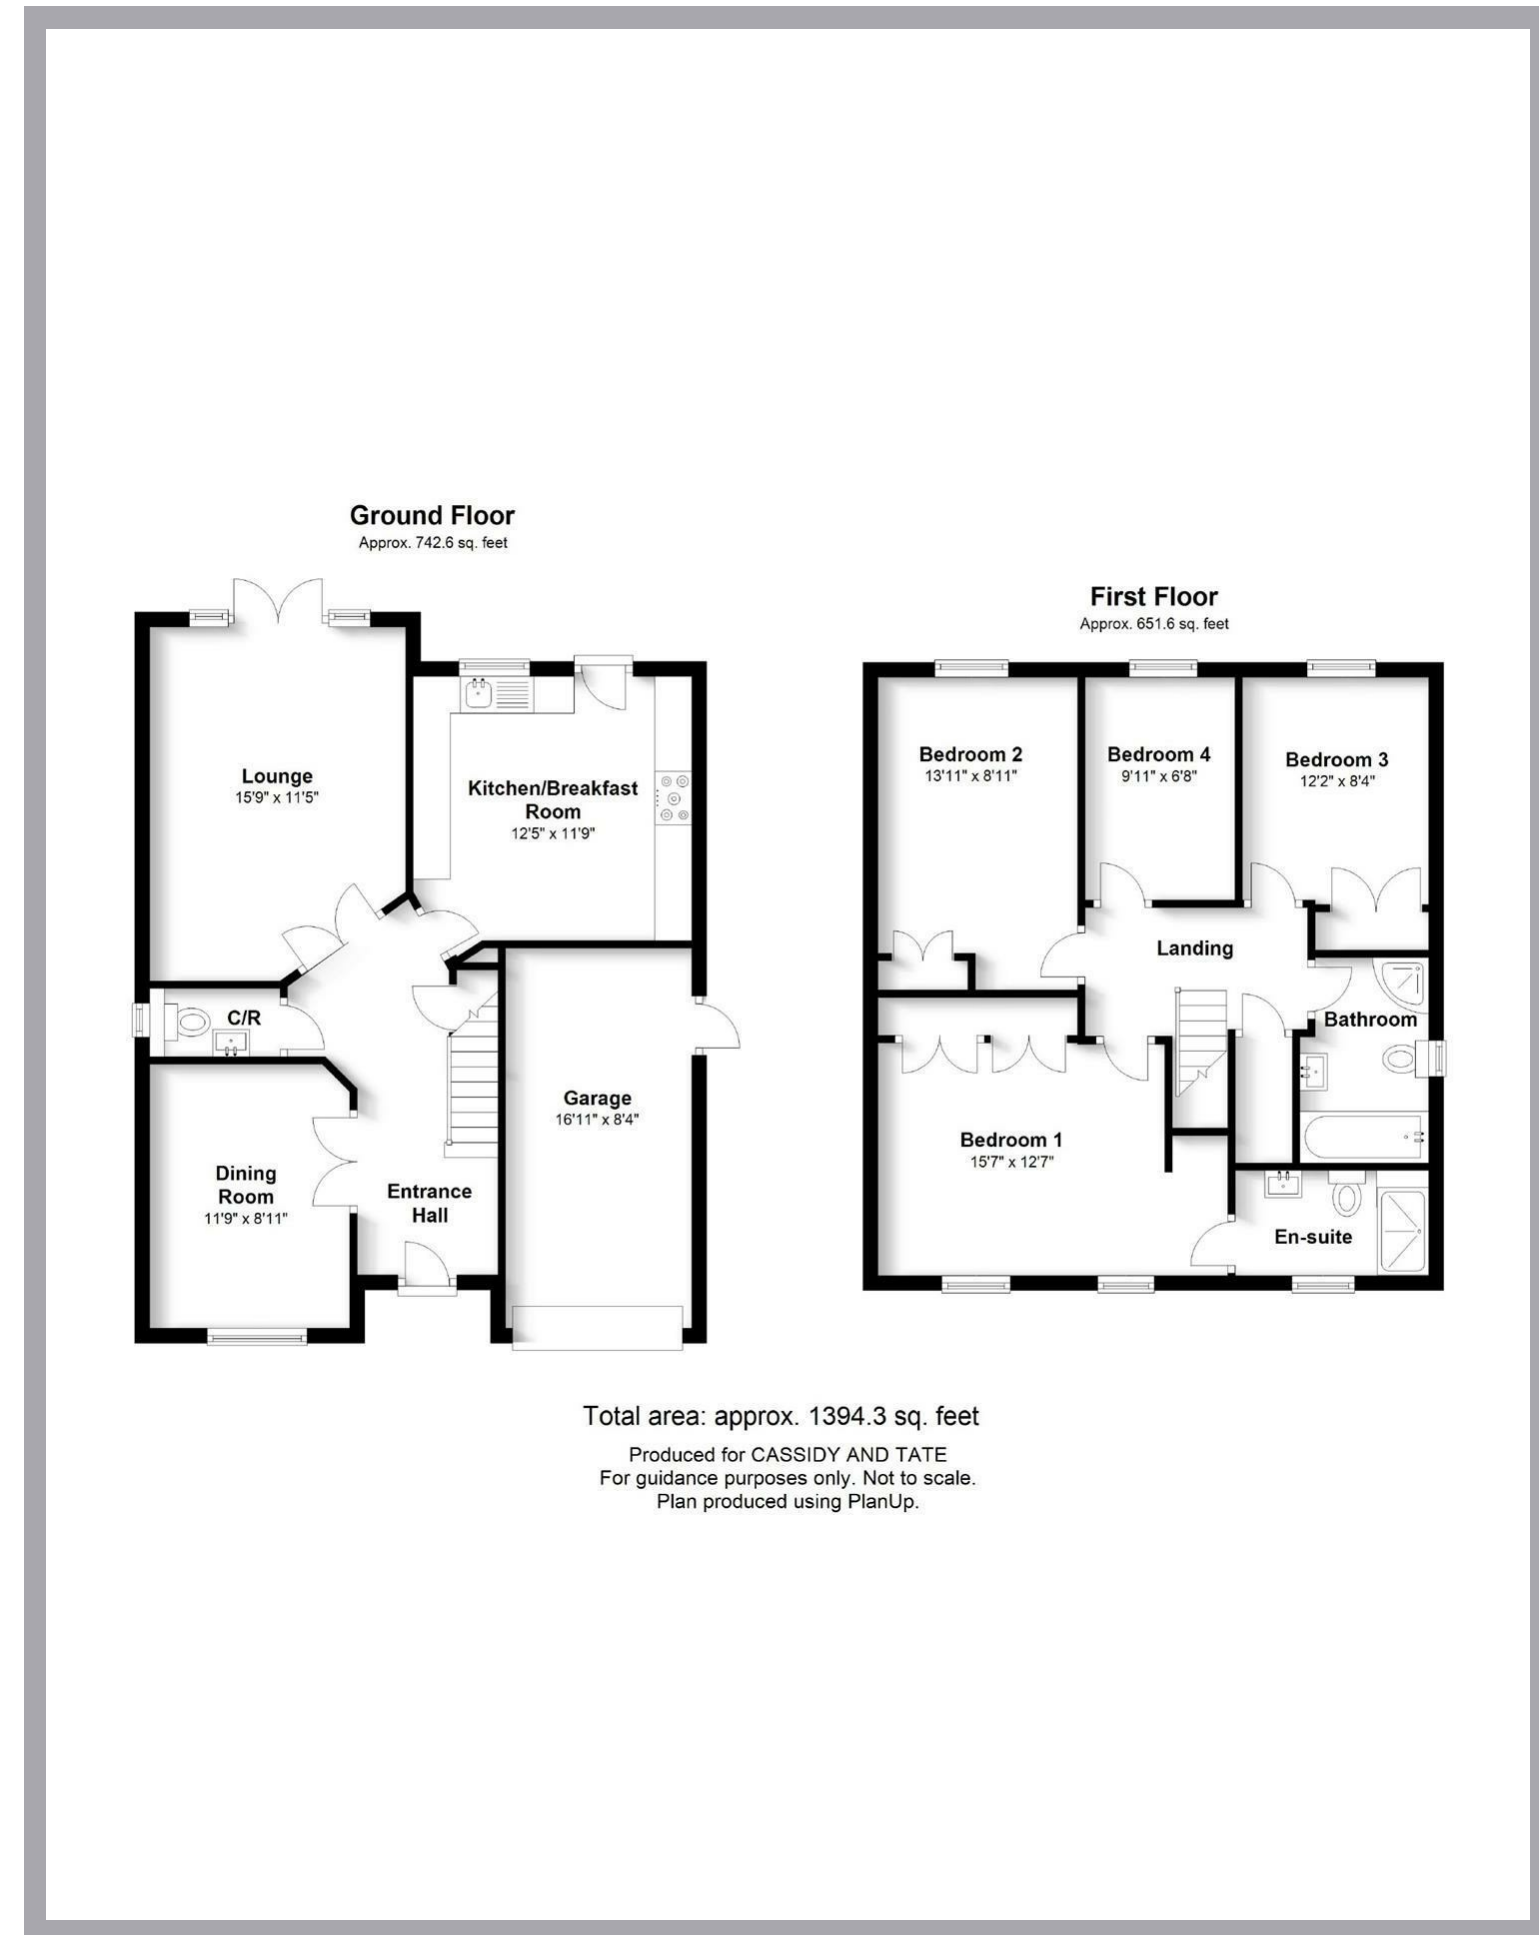 Ground Floor
Approx. 742.6 sq. feet
Lounge
15'9" x 11'5"
Kitchen/Breakfast
Room
12'5" x 11'9"
C/R
Garage
16'11" x 8'4"
Dining
Room
11'9" x 8'11"
Entrance
Hall
First Floor
Approx. 651.6 sq. feet
Bedroom 2
13'11" x 8'11"
Bedroom 4
9'11" x 6'8"
Bedroom 3
12'2" x 8'4"
Landing
Bathroom
Bedroom 1
15'7" x 12'7"
En-suite
Total area: approx. 1394.3 sq. feet
Produced for CASSIDY AND TATE
For guidance purposes only. Not to scale.
Plan produced using PlanUp.